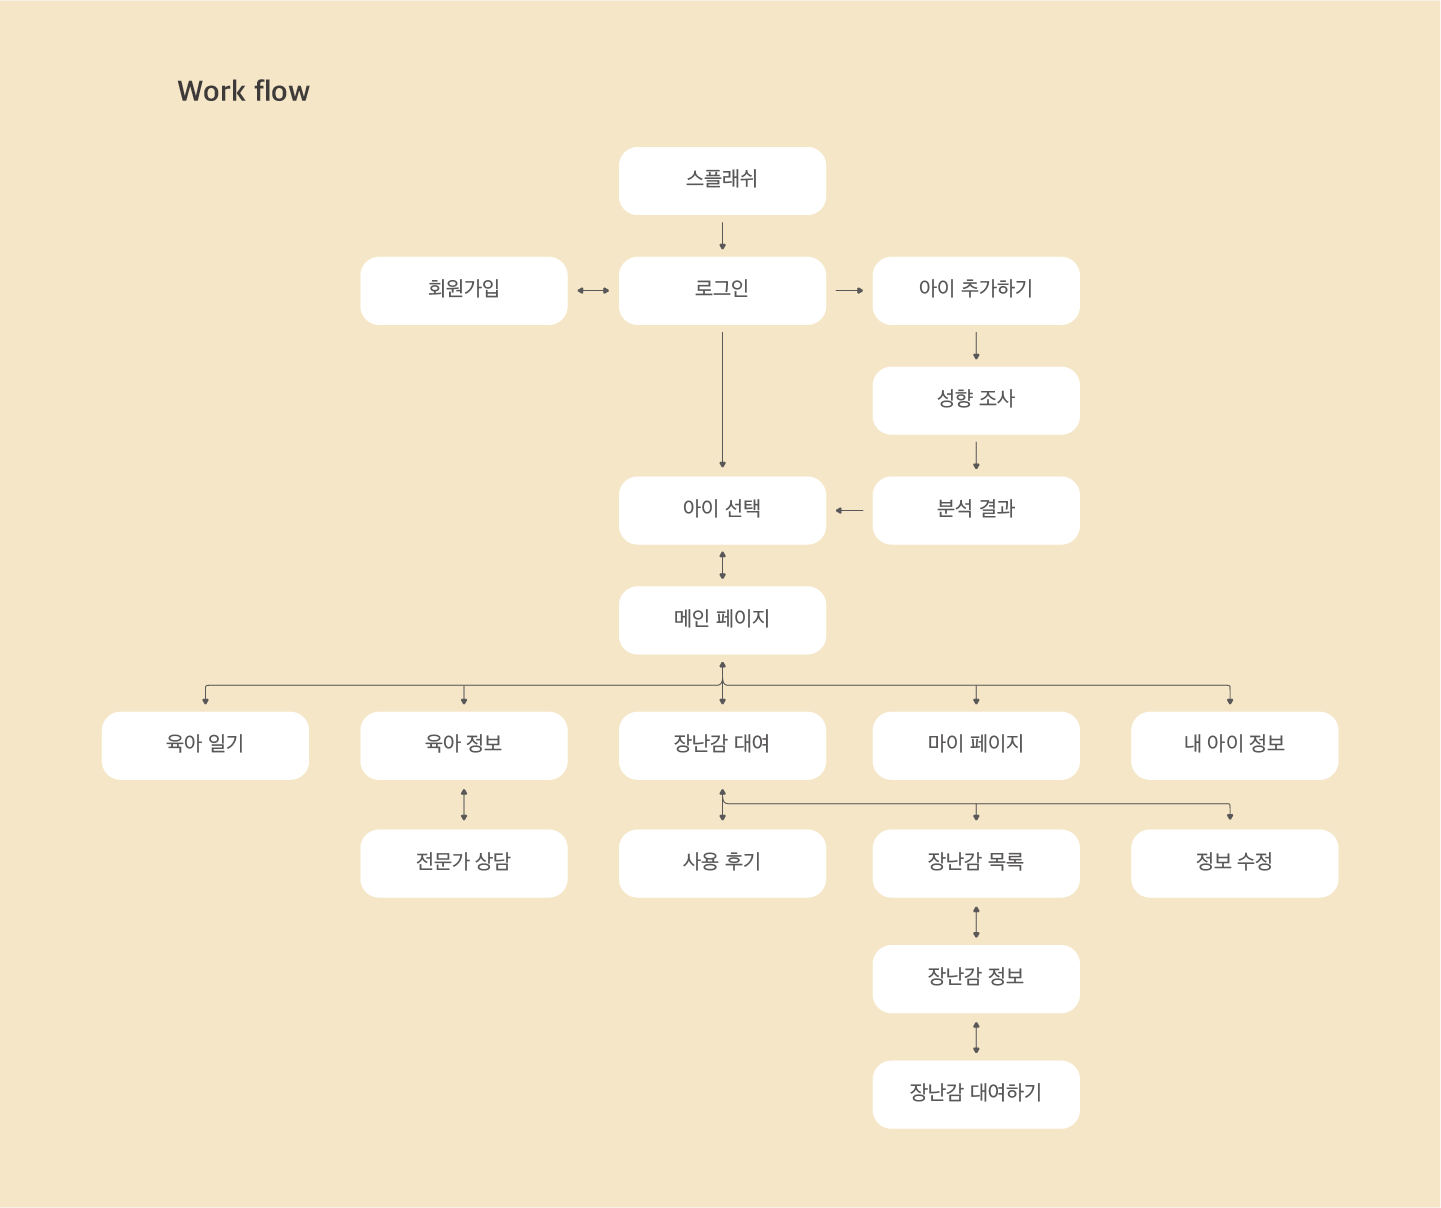 Work flow
스플래쉬
회원가입
로그인
아이 추가하기
성향 조사
아이 선택
분석 결과
메인 페이지
육아 일기
육아 정보
장난감 대여
마이 페이지
내 아이 정보
전문가 상담
사용 후기
장난감 목록
정보 수정
장난감 정보
장난감 대여하기